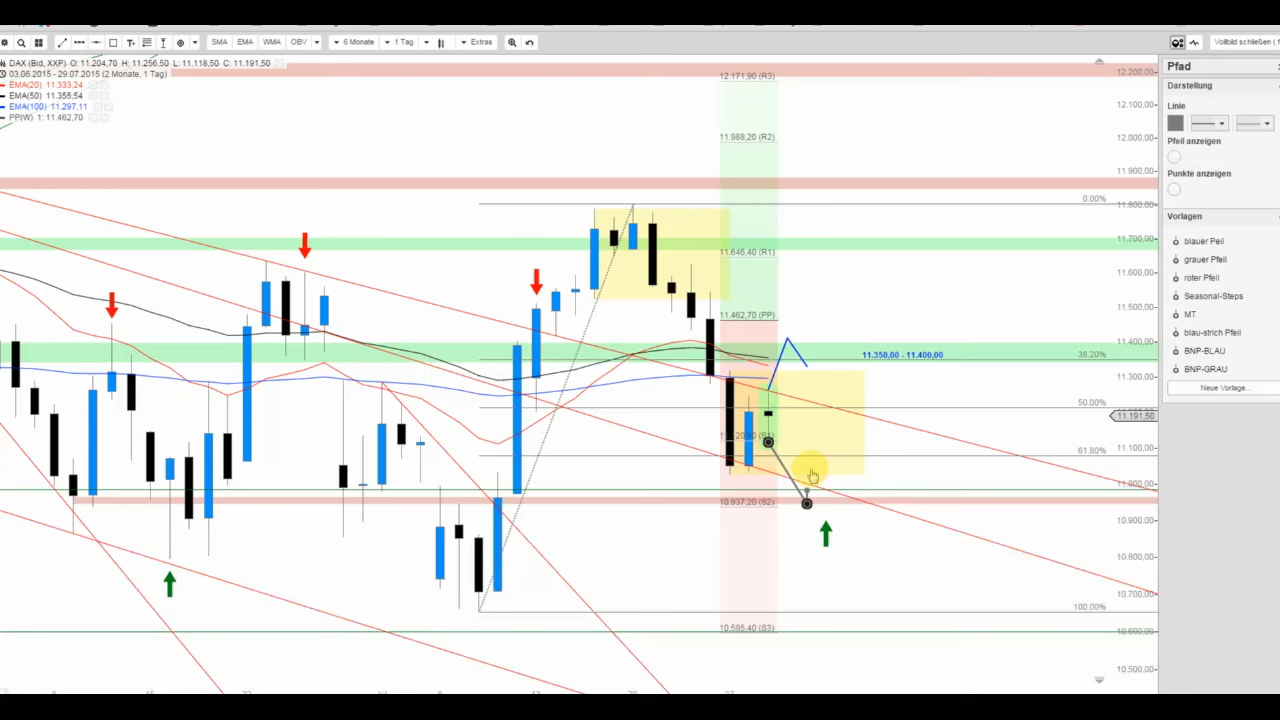 SMA EMA WMA OBV 6 Monate 1 Tag Extras Vollbild schließen (
DAX (Bid, XXP) O: 11.204,70 H: 11.256,50 L: 11.118,50 C: 11.191,50
03.06.2015 - 29.07.2015 (2 Monate, 1 Tag)
EMA(20) 11.333,24
EMA(50) 11.355,54
EMA(100) 11.297,11
PP(W) 1: 11.462,70
12.171,90 (R3)
11.988,20 (R2)
11.646,40 (R1)
11.462,70 (PP)
10.937,20 (S2)
10.595,40 (S3)
11.350,00 - 11.400,00
0.00%
38.20%
50.00%
61.80%
100.00%
12.200,00
12.100,00
12.000,00
11.900,00
11.800,00
11.700,00
11.600,00
11.500,00
11.400,00
11.300,00
11.191,50
11.100,00
11.000,00
10.900,00
10.800,00
10.700,00
10.600,00
10.500,00
Pfad
Darstellung
Linie
Pfeil anzeigen
Punkte anzeigen
Vorlagen
blauer Peil
grauer Pfeil
roter Pfeil
Seasonal-Steps
MT
blau-strich Pfeil
BNP-BLAU
BNP-GRAU
Neue Vorlage...